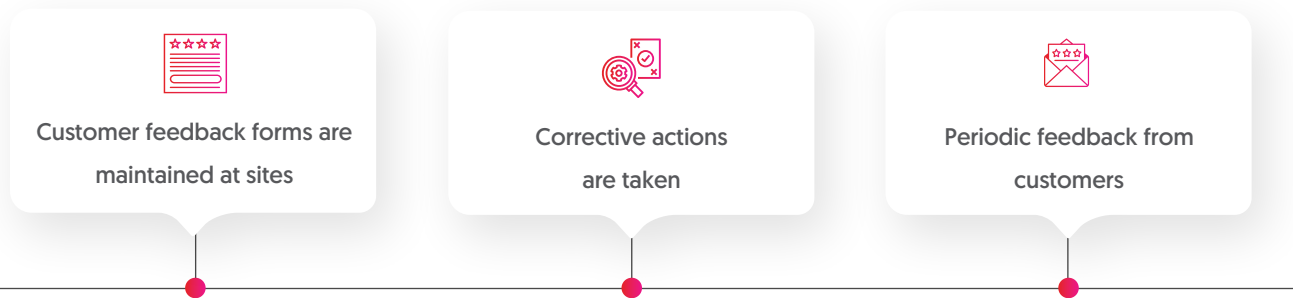 Customer feedback forms are
maintained at sites
Corrective actions
are taken
Periodic feedback from
customers